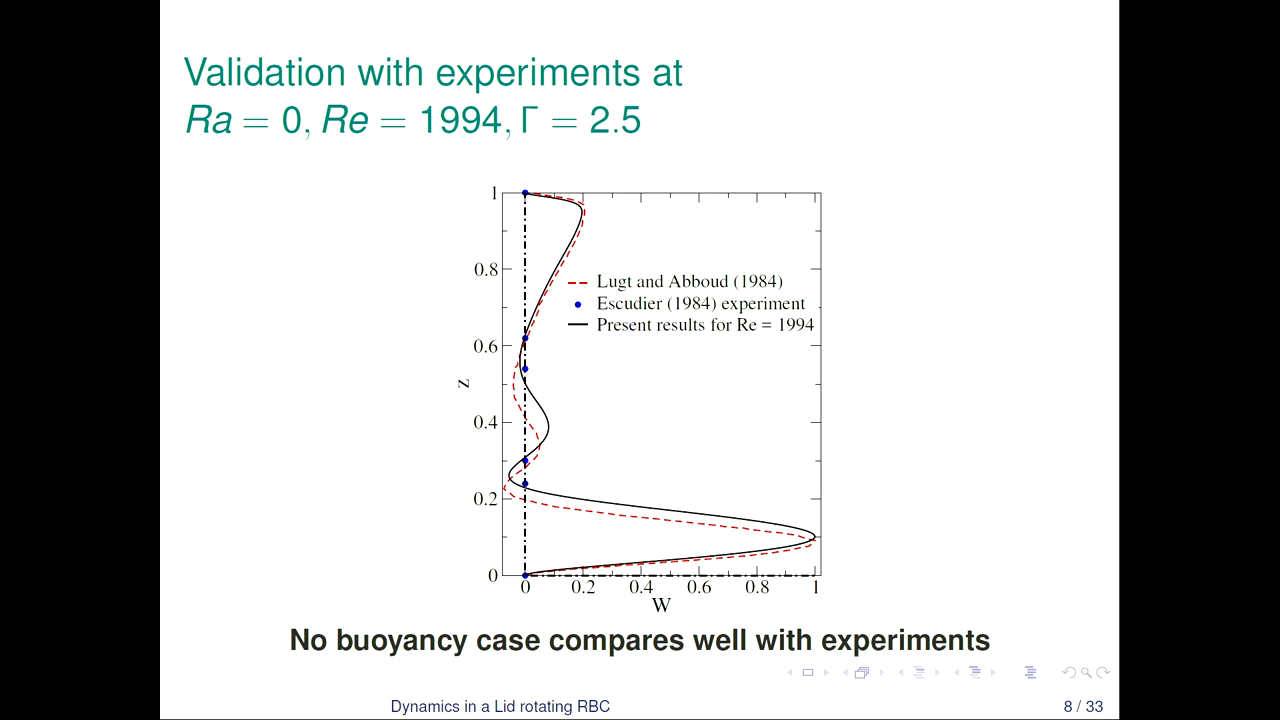 Validation with experiments at
Ra = 0, Re = 1994, Γ = 2.5
1
0.8
0.6
0.4
0.2
0
z
Lugt and Abboud (1984)
Escudier (1984) experiment
Present results for Re = 1994
0 0.2 0.4 0.6 0.8 1
W
No buoyancy case compares well with experiments
Dynamics in a Lid rotating RBC 8 / 33